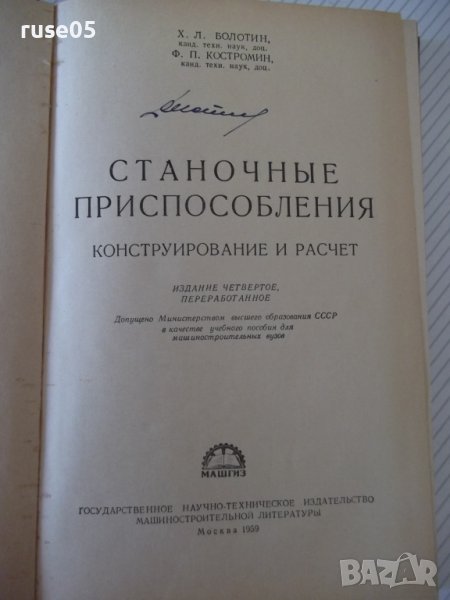 ruse05
Х. Л. БОЛОТИН,
канд. техн. наук, доц.
Ф. П. КОСТРОМИН,
канд. техн. наук, доц.
СТАНОЧНЫЕ
ПРИСПОСОБЛЕНИЯ
КОНСТРУИРОВАНИЕ И РАСЧЕТ
ИЗДАНИЕ ЧЕТВЕРТОЕ,
ПЕРЕРАБОТАННОЕ
Допущено Министерством высшего образования СССР
в качестве учебного пособия для
машиностроительных вузов
МАШГИЗ
ГОСУДАРСТВЕННОЕ НАУЧНО-ТЕХНИЧЕСКОЕ ИЗДАТЕЛЬСТВО
МАШИНОСТРОИТЕЛЬНОЙ ЛИТЕРАТУРЫ
Москва 1959
BAZAR